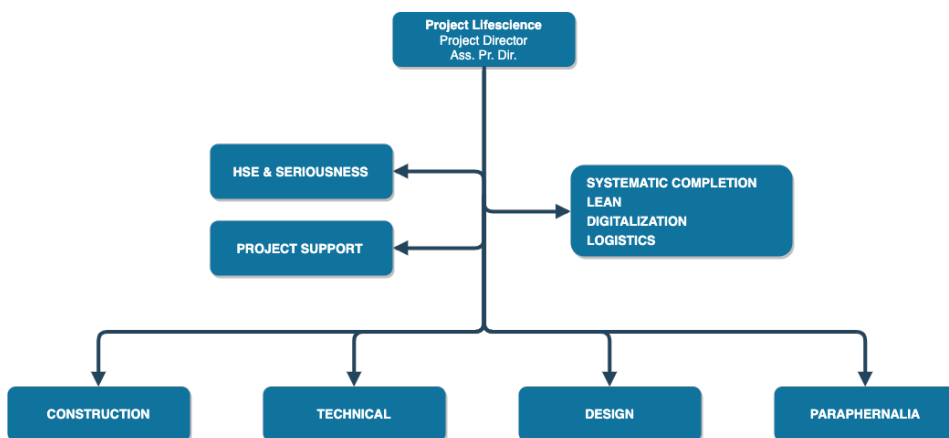 Project Lifescience
Project Director
Ass. Pr. Dir.
HSE & SERIOUSNESS
PROJECT SUPPORT
SYSTEMATIC COMPLETION
LEAN
DIGITALIZATION
LOGISTICS
CONSTRUCTION
TECHNICAL
DESIGN
PARAPHERNALIA